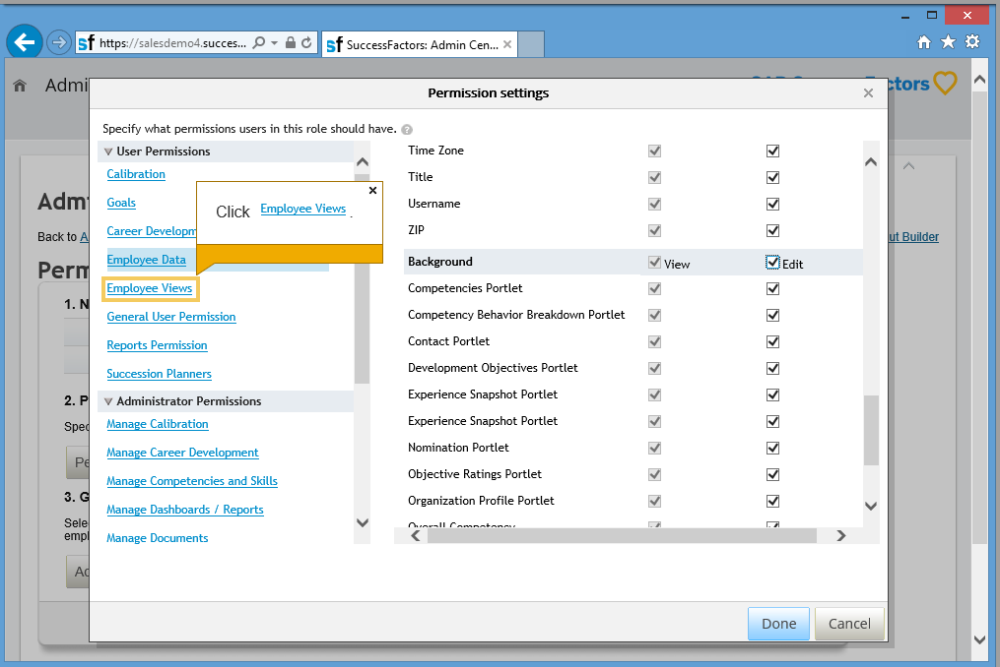 https://salesdemo4.succes...
SuccessFactors: Admin Cen...
Admi
ctors
Permission settings
Specify what permissions users in this role should have.
User Permissions
Calibration
Goals
Career Developm
Employee Data
Employee Views
General User Permission
Reports Permission
Succession Planners
Administrator Permissions
Manage Calibration
Manage Career Development
Manage Competencies and Skills
Manage Dashboards / Reports
Manage Documents
Click Employee Views .
Time Zone
Title
Username
ZIP
Background View Edit
Competencies Portlet
Competency Behavior Breakdown Portlet
Contact Portlet
Development Objectives Portlet
Experience Snapshot Portlet
Experience Snapshot Portlet
Nomination Portlet
Objective Ratings Portlet
Organization Profile Portlet
Overall Competency
Done Cancel
Adm
Back to A
ut Builder
Perm
1. N
2. P
Spec
Pe
3. G
Sele
empl
Ad